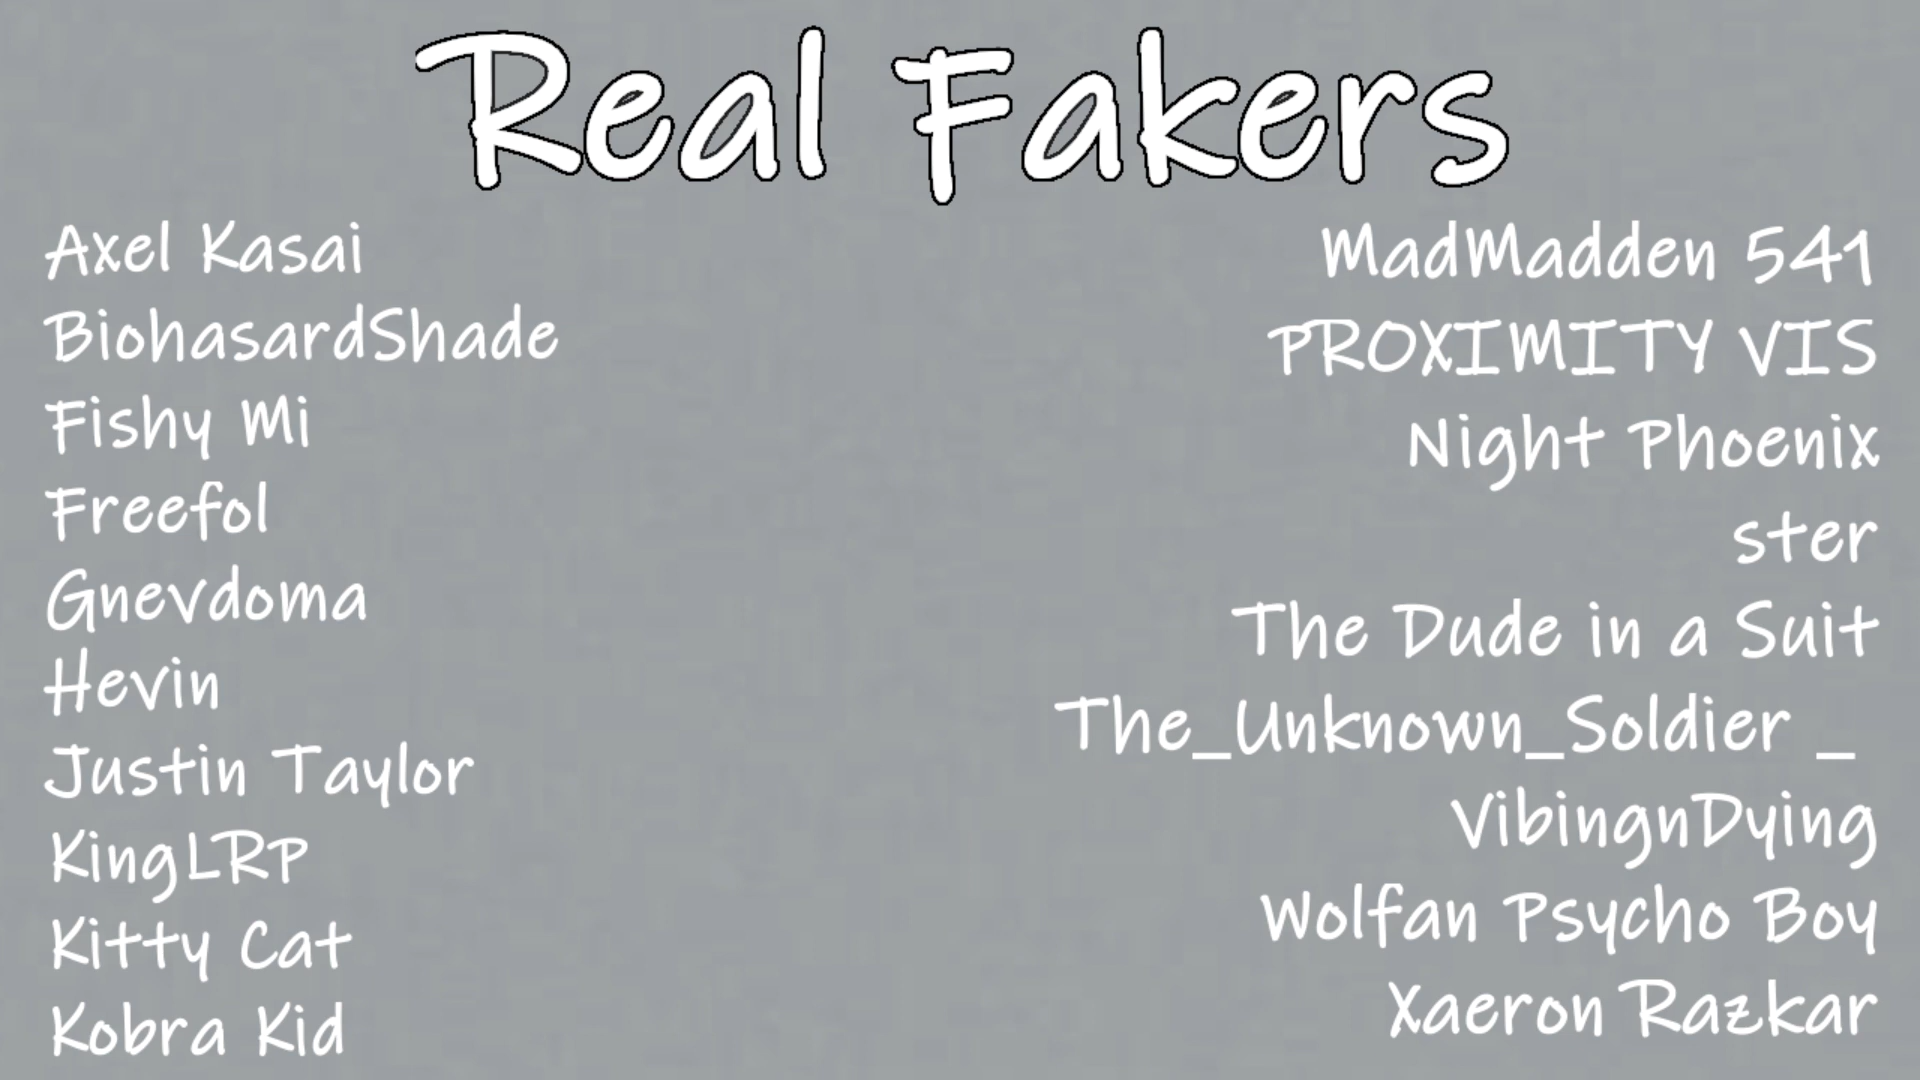 Real Fakers
Axel Kasai
BiohasardShade
Fishy Mi
Freefol
Gnevdoma
Hevin
Justin Taylor
KingLRP
Kitty Cat
Kobra Kid
MadMadden 541
PROXIMITY VIS
Night Phoenix
ster
The Dude in a Suit
The_Unknown_Soldier _
VibingnDying
Wolfan Psycho Boy
Xaeron Razkar